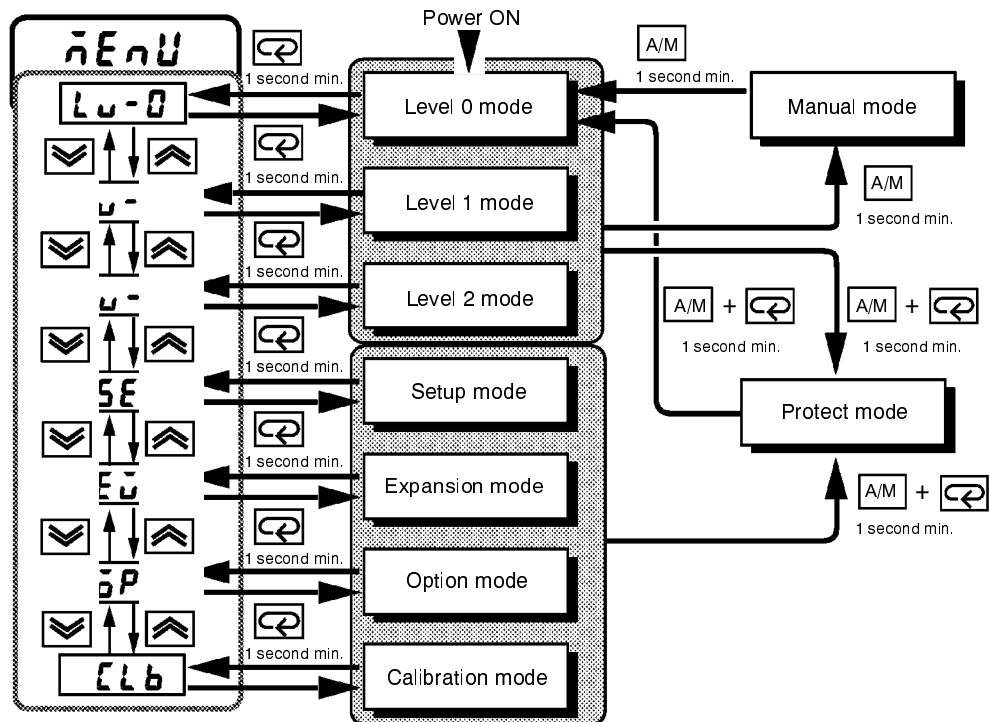 Power ON
mEnU
A/M
1 second min.
1 second min.
Lv-0
Level 0 mode
Manual mode
1 second min.
Level 1 mode
A/M
1 second min.
1 second min.
Level 2 mode
A/M +
1 second min.
A/M +
1 second min.
1 second min.
SE
Setup mode
Protect mode
1 second min.
Expansion mode
A/M +
1 second min.
1 second min.
Option mode
1 second min.
CLb
Calibration mode